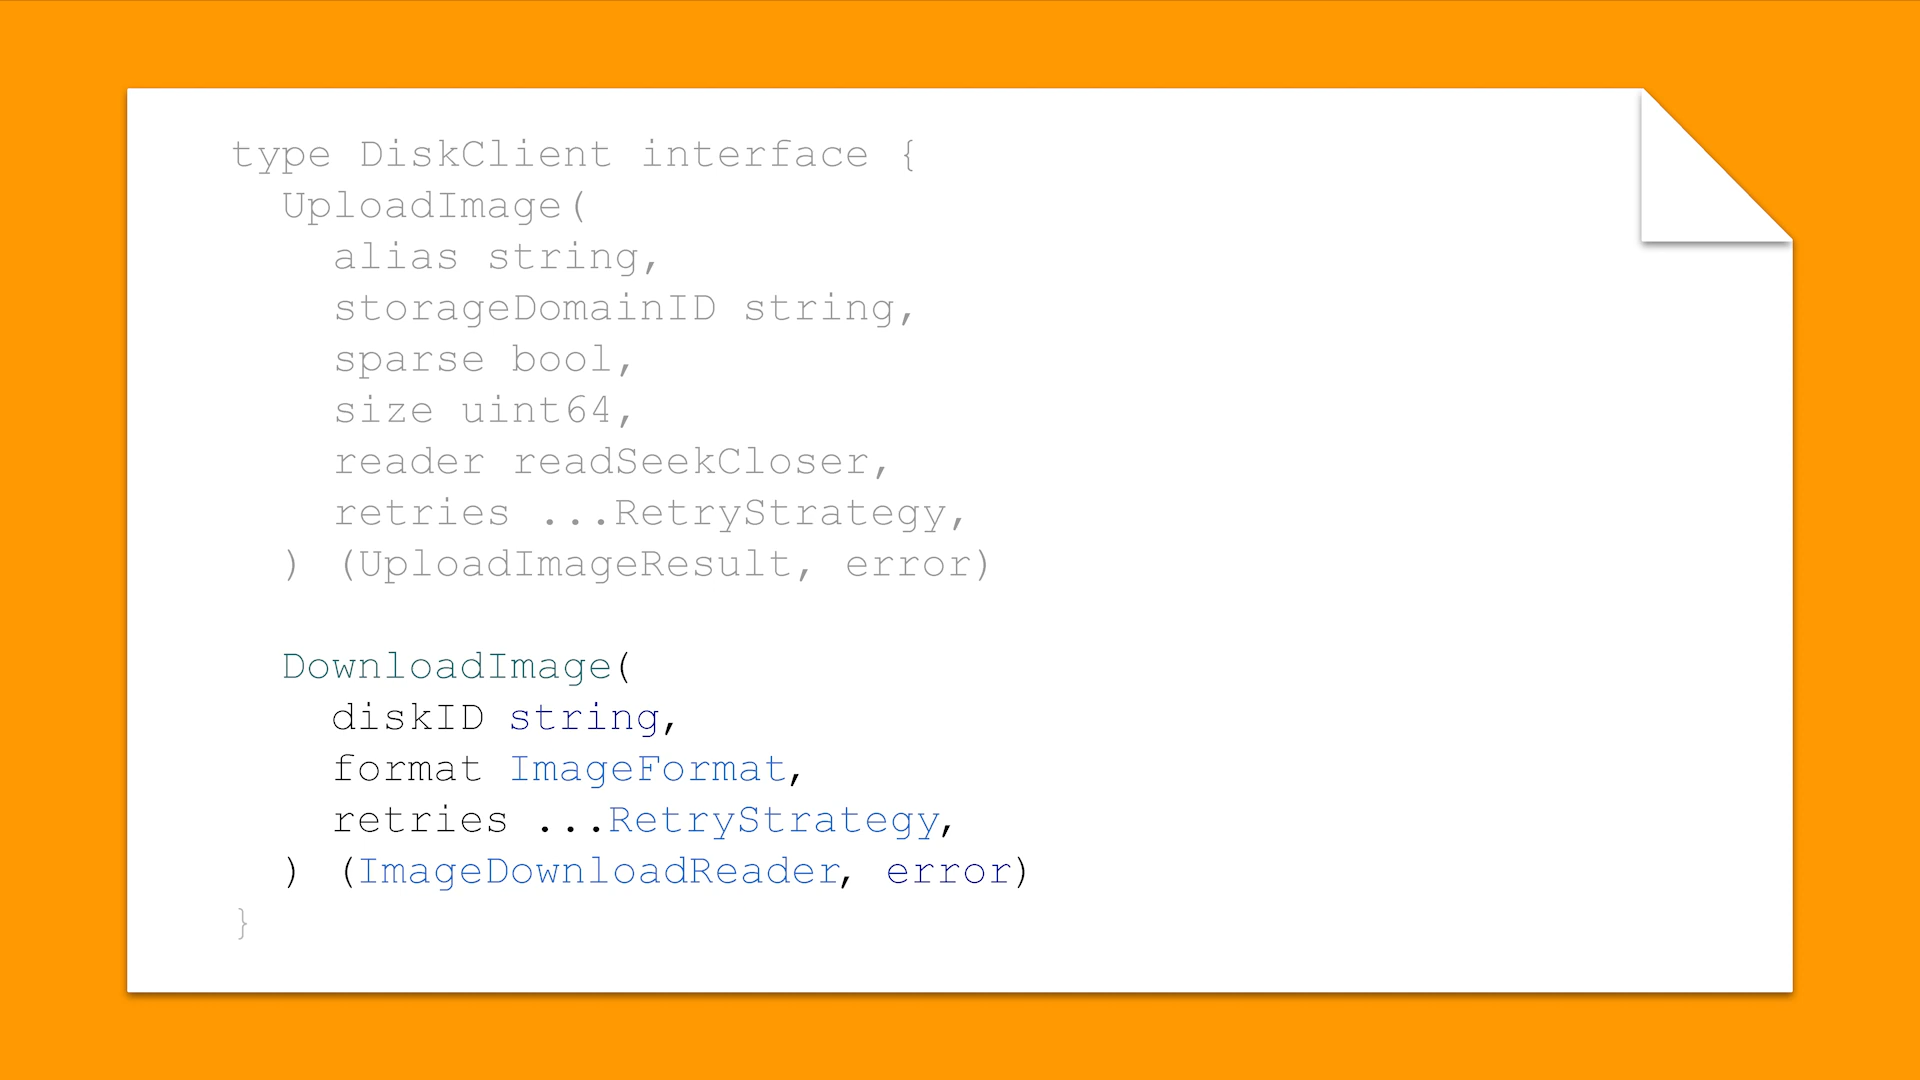 type DiskClient interface {
UploadImage(
alias string,
storageDomainID string,
sparse bool,
size uint64,
reader readSeekCloser,
retries ...RetryStrategy,
) (UploadImageResult, error)
DownloadImage(
diskID string,
format ImageFormat,
retries ...RetryStrategy,
) (ImageDownloadReader, error)
}